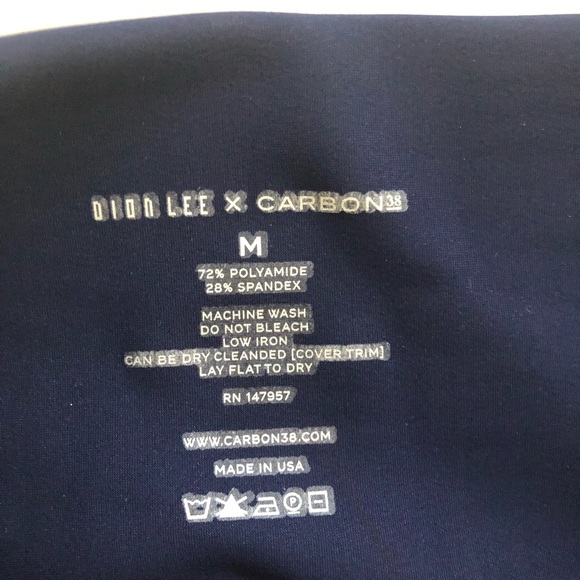 DION LEE X CARBON38
M
72% POLYAMIDE
28% SPANDEX
MACHINE WASH
DO NOT BLEACH
LOW IRON
CAN BE DRY CLEANDED [COVER TRIM]
LAY FLAT TO DRY
RN 147957
WWW.CARBON38.COM
MADE IN USA
P